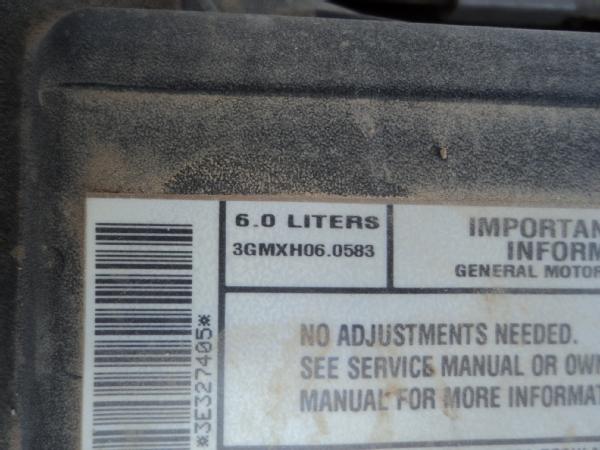 6.0 LITERS
3GMXH06.0583
IMPORTAN
INFORM
GENERAL MOTOR
*3E327405*
NO ADJUSTMENTS NEEDED.
SEE SERVICE MANUAL OR OWN
MANUAL FOR MORE INFORMAT